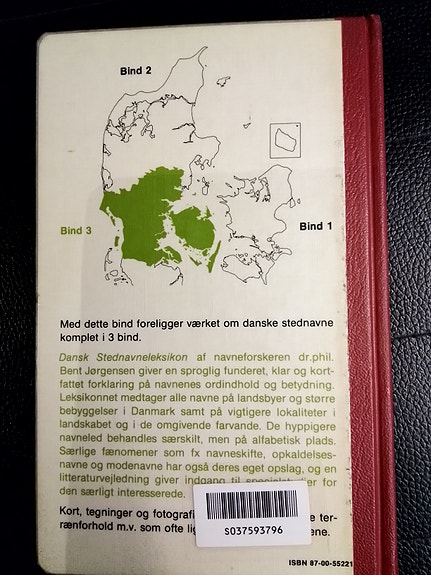 Bind 2
Bind 3
Bind 1
Med dette bind foreligger værket om danske stednavne
komplet i 3 bind.
Dansk Stednavneleksikon af navneforskeren dr.phil.
Bent Jørgensen giver en sproglig funderet, klar og kort-
fattet forklaring på navnenes ordindhold og betydning.
Leksikonnet medtager alle navne på landsbyer og større
bebyggelser i Danmark samt på vigtigere lokaliteter i
landskabet og i de omgivende farvande. De hyppigere
navneled behandles særskilt, men på alfabetisk plads.
Særlige fænomener som fx navneskifte, opkaldelses-
navne og modenavne har også deres eget opslag, og en
litteraturvejledning giver indgang til specialstudier for
den særligt interesserede.
Kort, tegninger og fotografi e ter-
rænforhold m.v. som ofte lig ene.
S037593796
ISBN 87-00-55221